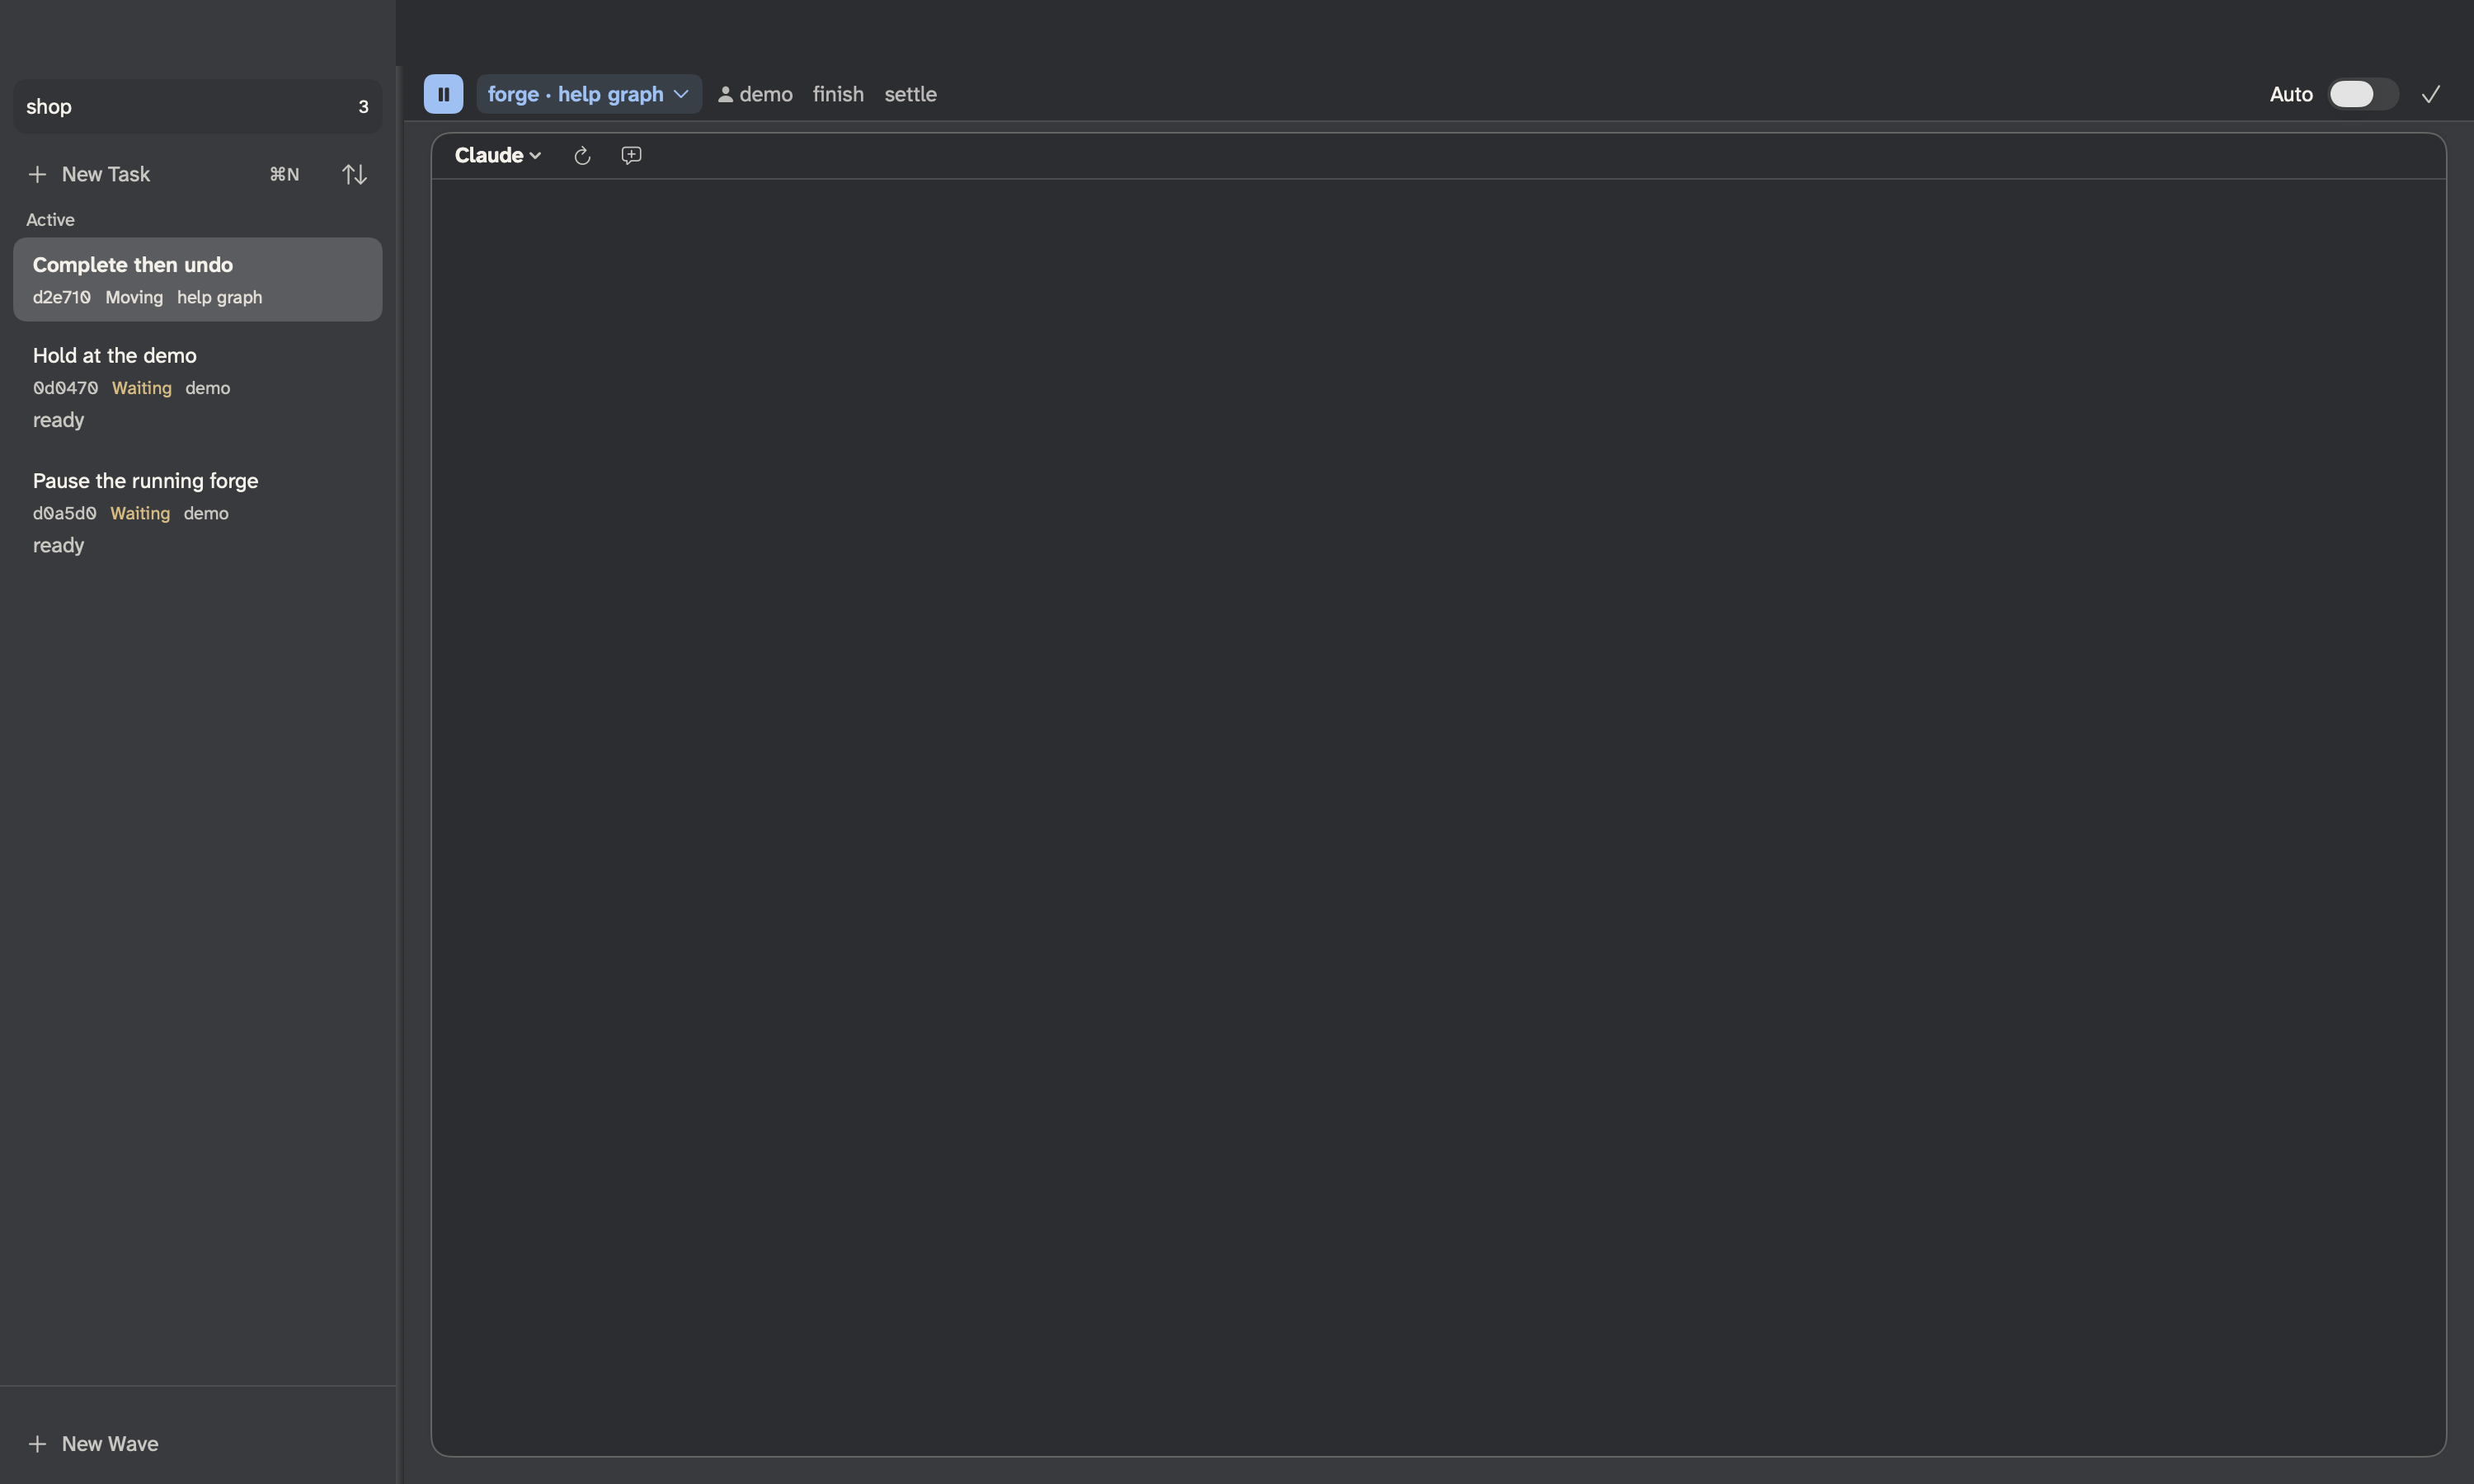 shop 3
New Task ⌘N
Active
Complete then undo
d2e710 Moving help graph
Hold at the demo
0d0470 Waiting demo
ready
Pause the running forge
d0a5d0 Waiting demo
ready
New Wave
forge · help graph demo finish settle Auto
Claude